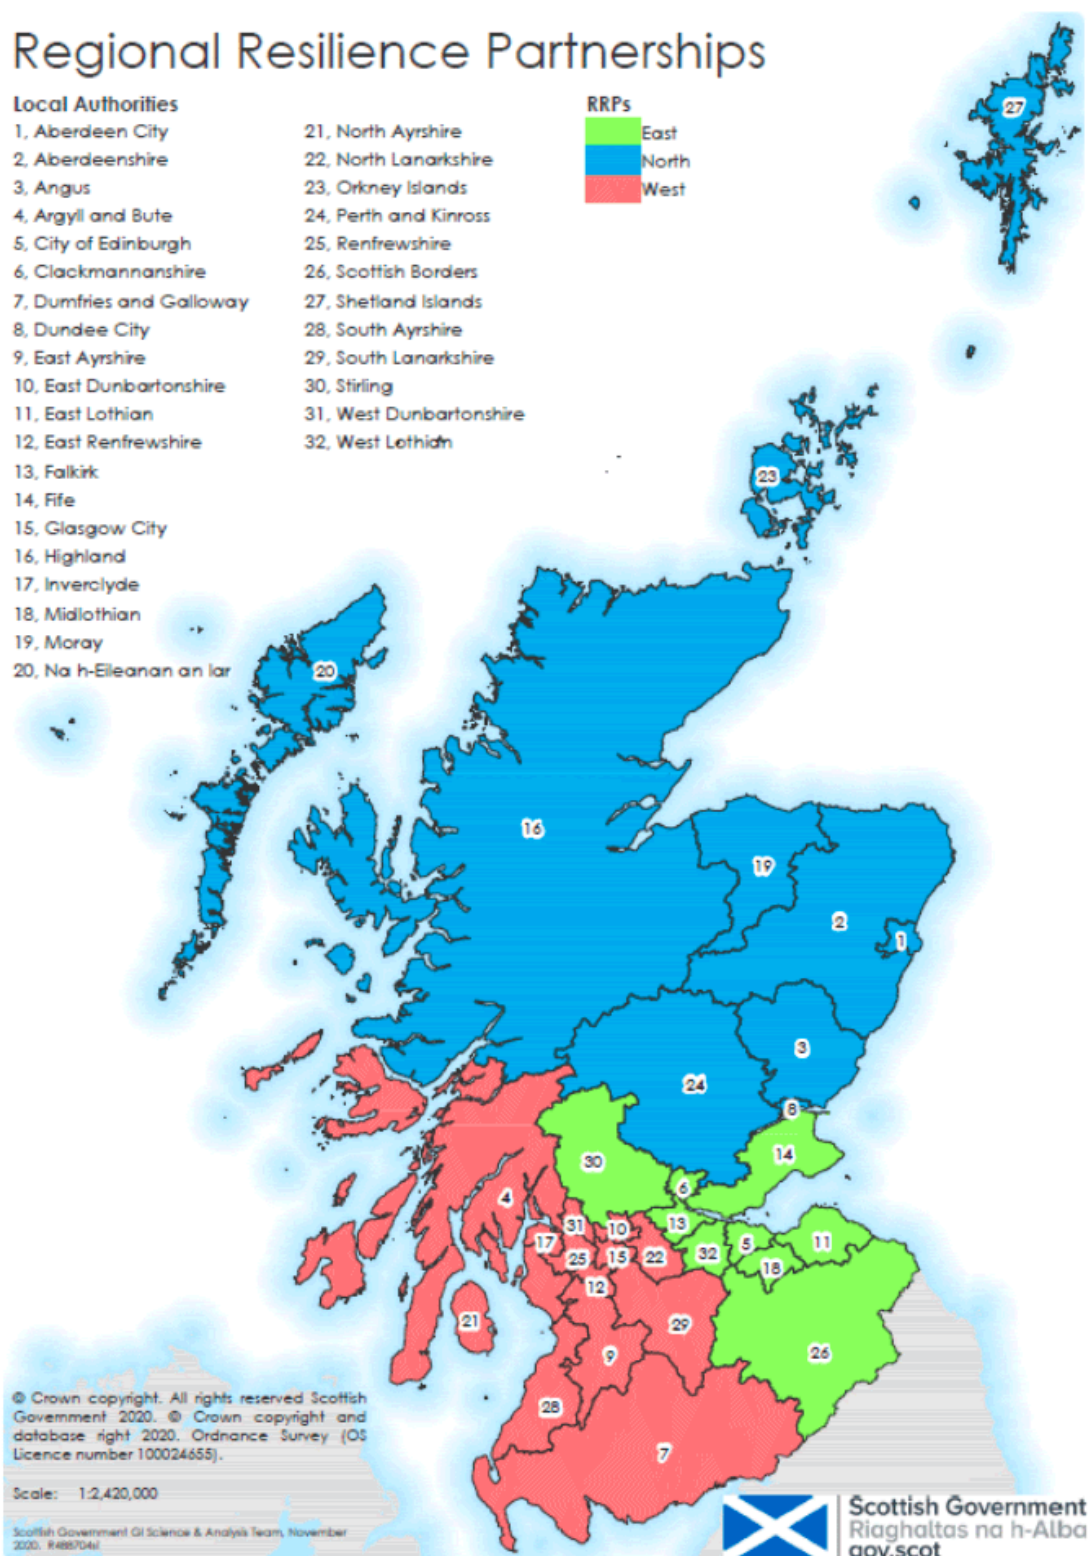 Regional Resilience Partnerships
Local Authorities
1, Aberdeen City
2, Aberdeenshire
3, Angus
4, Argyll and Bute
5, City of Edinburgh
6, Clackmannanshire
7, Dumfries and Galloway
8, Dundee City
9, East Ayrshire
10, East Dunbartonshire
11, East Lothian
12, East Renfrewshire
13, Falkirk
14, Fife
15, Glasgow City
16, Highland
17, Inverclyde
18, Midlothian
19, Moray
20, Na h-Eileanan an Iar
21, North Ayrshire
22, North Lanarkshire
23, Orkney Islands
24, Perth and Kinross
25, Renfrewshire
26, Scottish Borders
27, Shetland Islands
28, South Ayrshire
29, South Lanarkshire
30, Stirling
31, West Dunbartonshire
32, West Lothian
RRPs
East
North
West
27
23
20
16
19
2
1
3
24
8
14
30
6
4
31
10
13
17
5
11
25
15
22
32
18
12
21
29
9
26
28
7
© Crown copyright. All rights reserved Scottish
Government 2020. © Crown copyright and
database right 2020. Ordnance Survey (OS
Licence number 100024655).
Scale: 1:2,420,000
Scottish Government GI Science & Analysis Team, November
2020.
Scottish Government
Riaghaltas na h-Alba
gov.scot